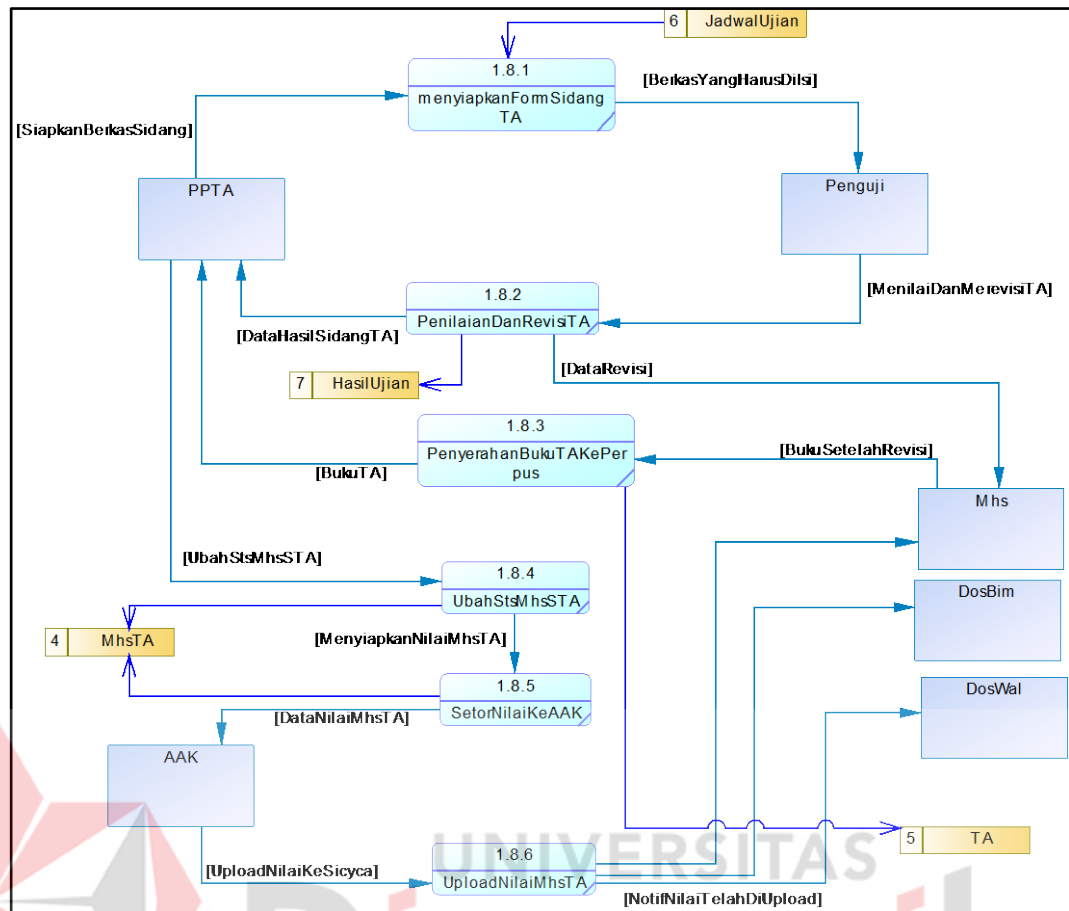 6 JadwalUjian
1.8.1
menyiapkanFormSidang
TA
[BerkasYangHarusDiIsi]
[SiapkanBerkasSidang]
PPTA
Penguji
1.8.2
PenilaianDanRevisiTA
[MenilaiDanMerevisiTA]
[DataHasilSidangTA]
[DataRevisi]
7 HasilUjian
1.8.3
PenyerahanBukuTAKePer
pus
[BukuTA]
[BukuSetelahRevisi]
Mhs
[UbahStsMhsSTA]
1.8.4
UbahStsMhsSTA
DosBim
4 MhsTA
[MenyiapkanNilaiMhsTA]
1.8.5
SetorNilaiKeAAK
DosWal
[DataNilaiMhsTA]
AAK
5 TA
UNIVERSITAS
1.8.6
UploadNilaiMhsTA
[UploadNilaiKeSicyca]
[NotifNilaiTelahDiUpload]